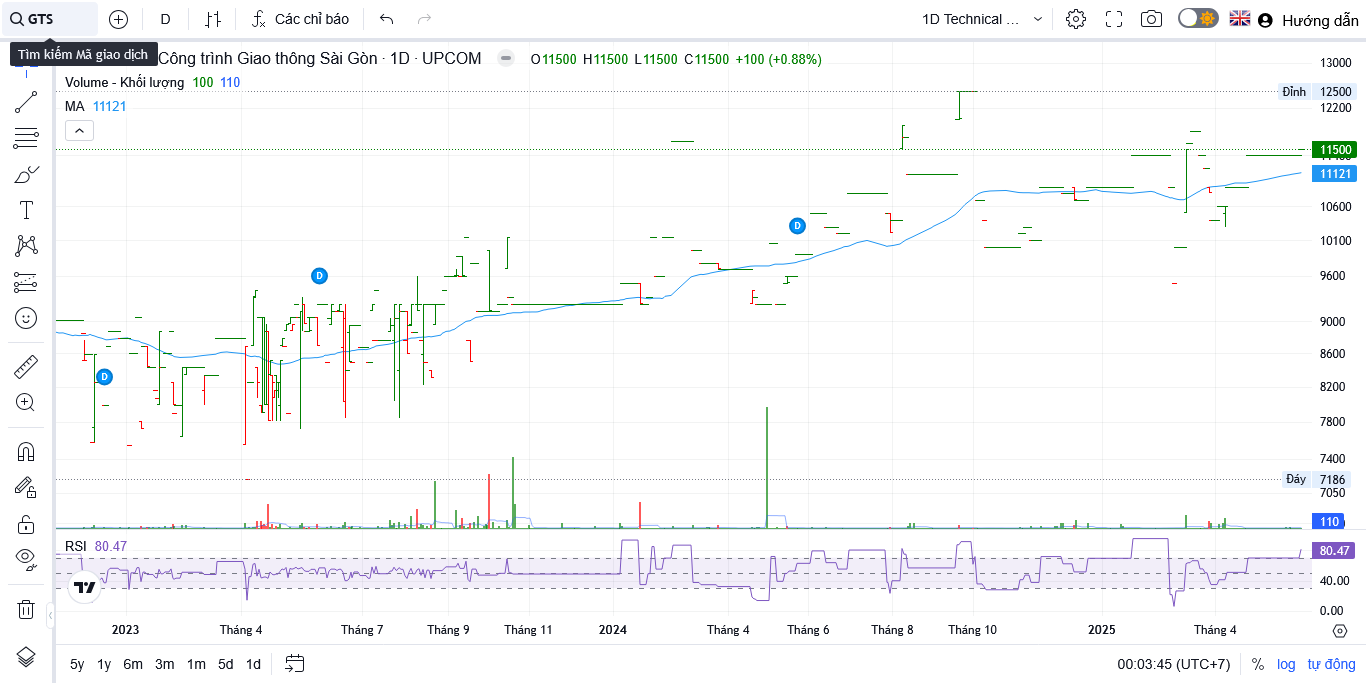 GTS D Các chỉ báo 1D Technical ... Hướng dẫn
Tìm kiếm Mã giao dịch
Công trình Giao thông Sài Gòn · 1D · UPCOM O11500 H11500 L11500 C11500 +100 (+0.88%)
Volume - Khối lượng 100 110
MA 11121
13000
Đỉnh 12500
12200
11500
11121
10600
10100
9600
9000
8600
8200
7800
7400
Đáy 7186
7050
110
D
D
D
RSI 80.47
80.47
40.00
0.00
2023 Tháng 4 Tháng 7 Tháng 9 Tháng 11 2024 Tháng 4 Tháng 6 Tháng 8 Tháng 10 2025 Tháng 4
5y 1y 6m 3m 1m 5d 1d 00:03:45 (UTC+7) % log tự động